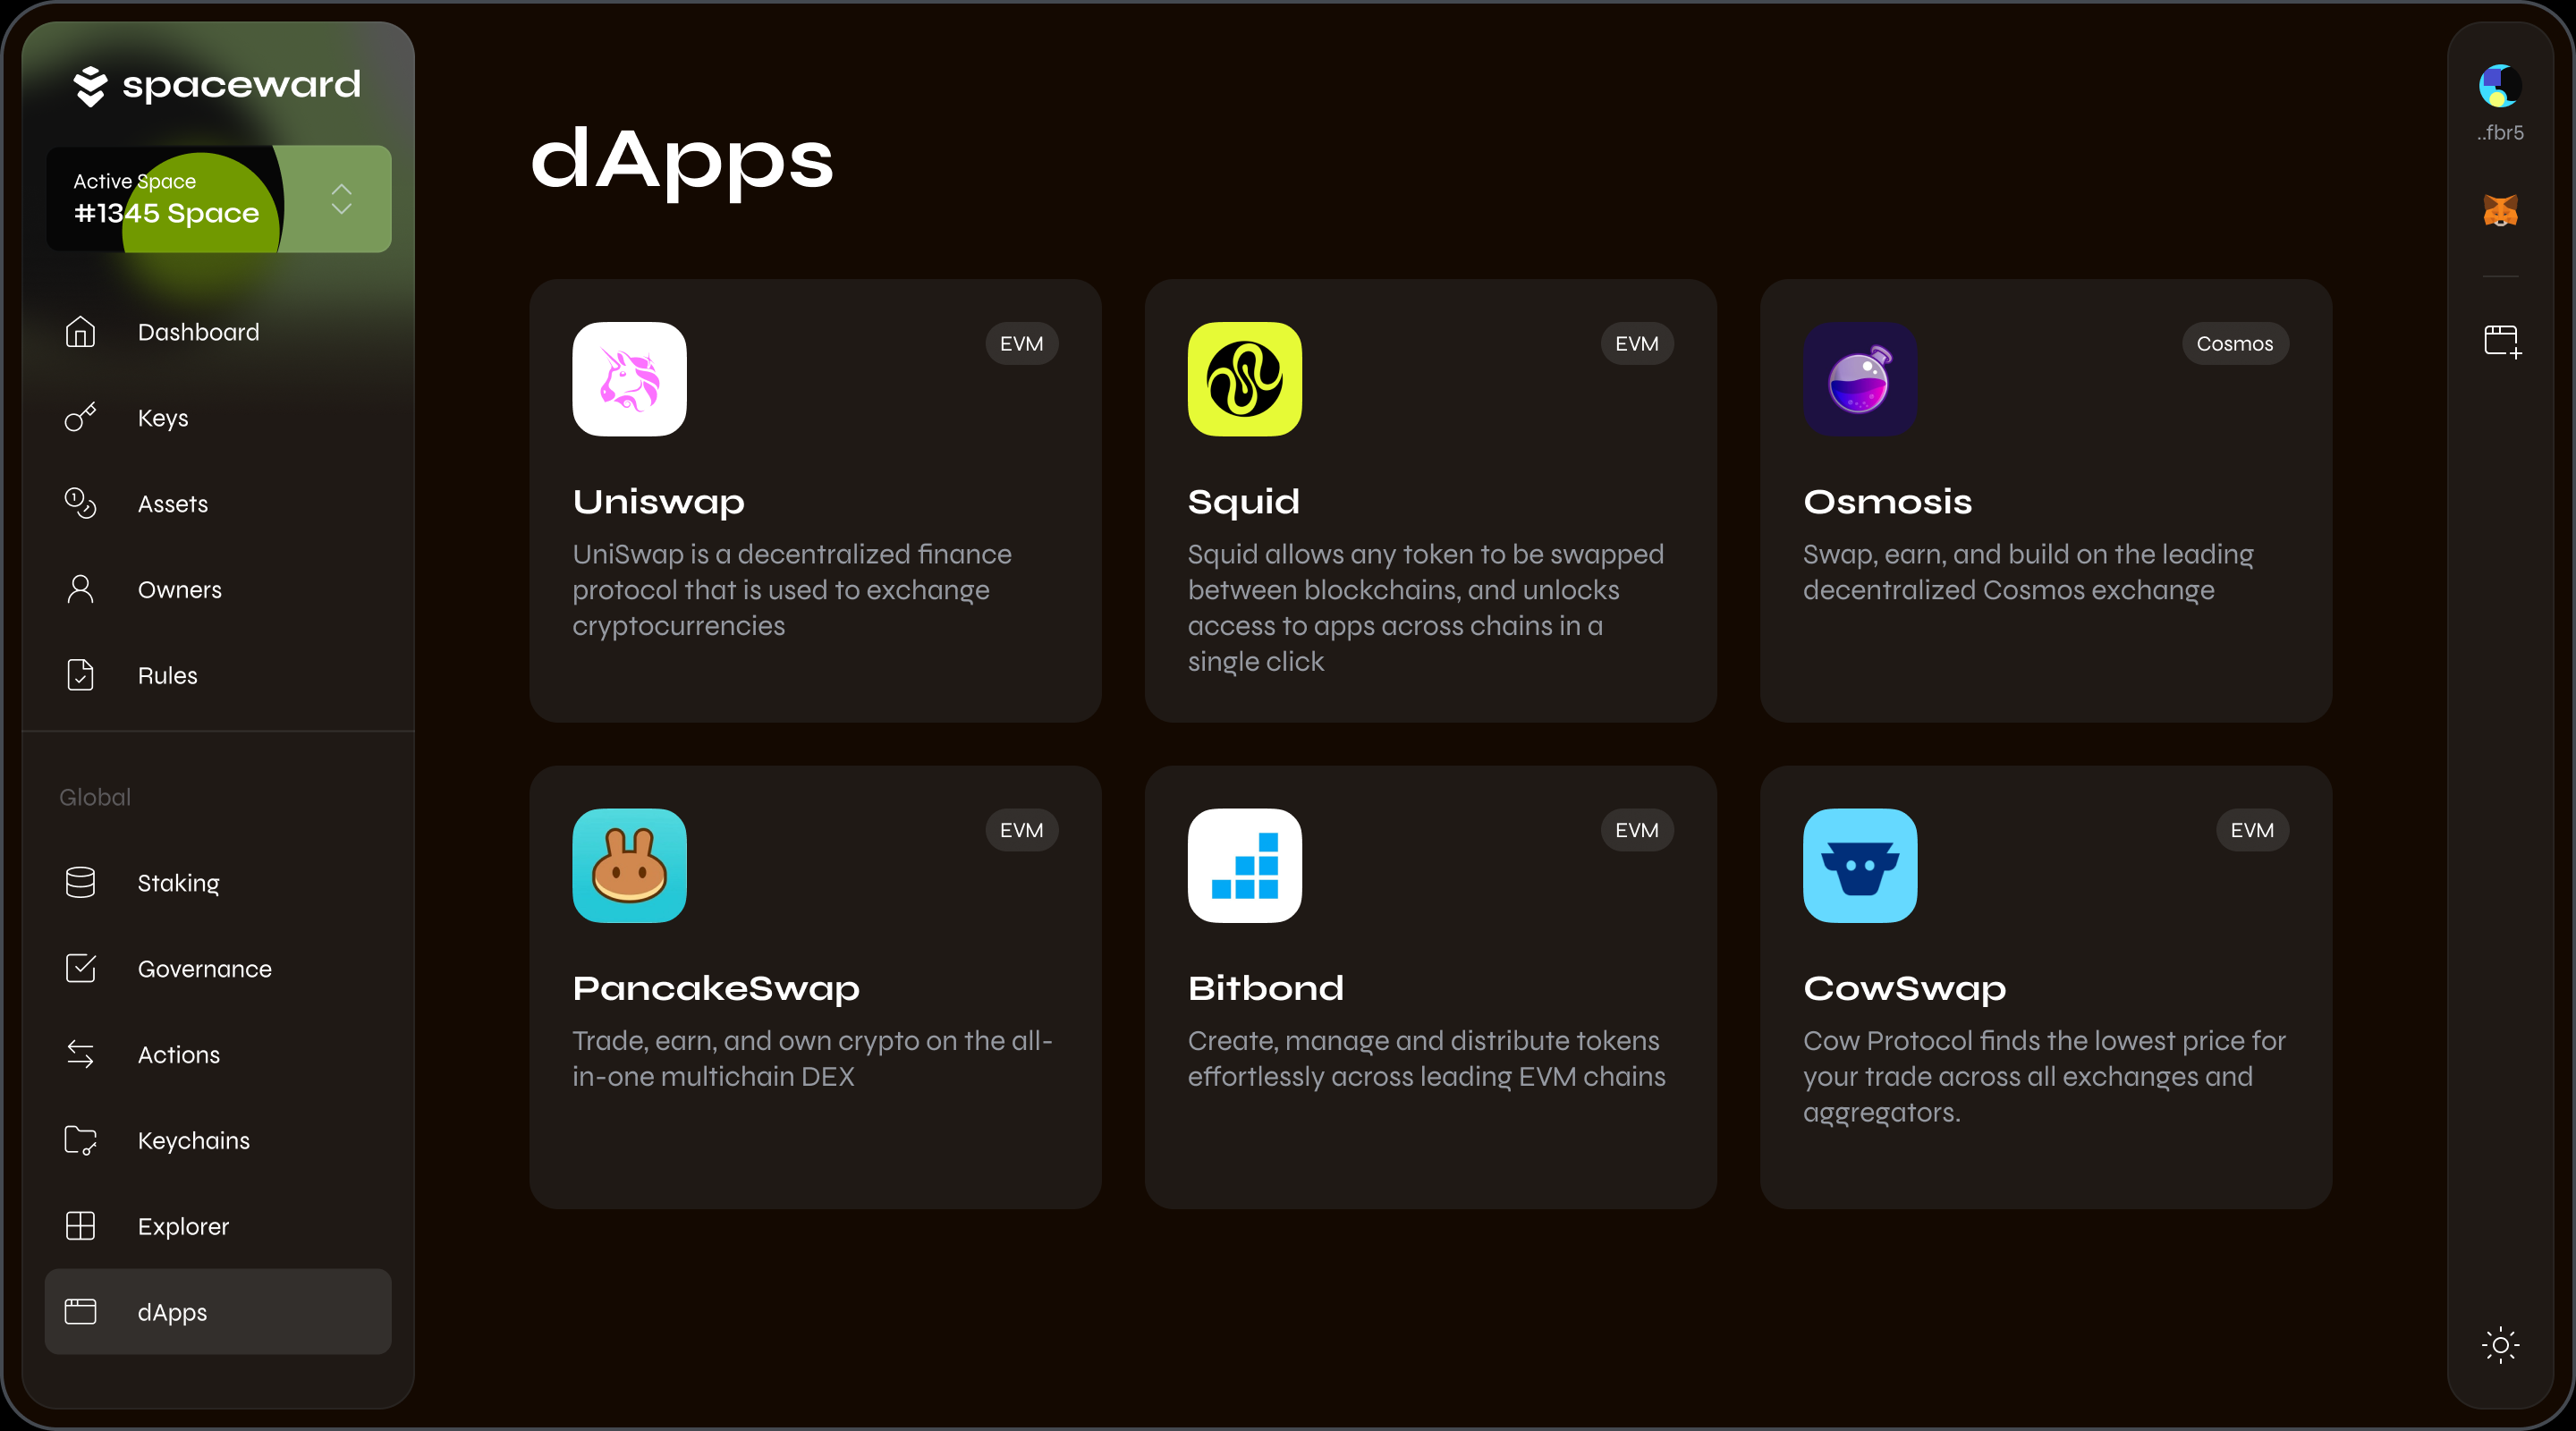 spaceward
Active Space
#1345 Space
Dashboard
Keys
Assets
Owners
Rules
Global
Staking
Governance
Actions
Keychains
Explorer
dApps
dApps
EVM
Uniswap
UniSwap is a decentralized finance
protocol that is used to exchange
cryptocurrencies
EVM
Squid
Squid allows any token to be swapped
between blockchains, and unlocks
access to apps across chains in a
single click
Cosmos
Osmosis
Swap, earn, and build on the leading
decentralized Cosmos exchange
EVM
PancakeSwap
Trade, earn, and own crypto on the all-
in-one multichain DEX
EVM
Bitbond
Create, manage and distribute tokens
effortlessly across leading EVM chains
EVM
CowSwap
Cow Protocol finds the lowest price for
your trade across all exchanges and
aggregators.
..fbr5